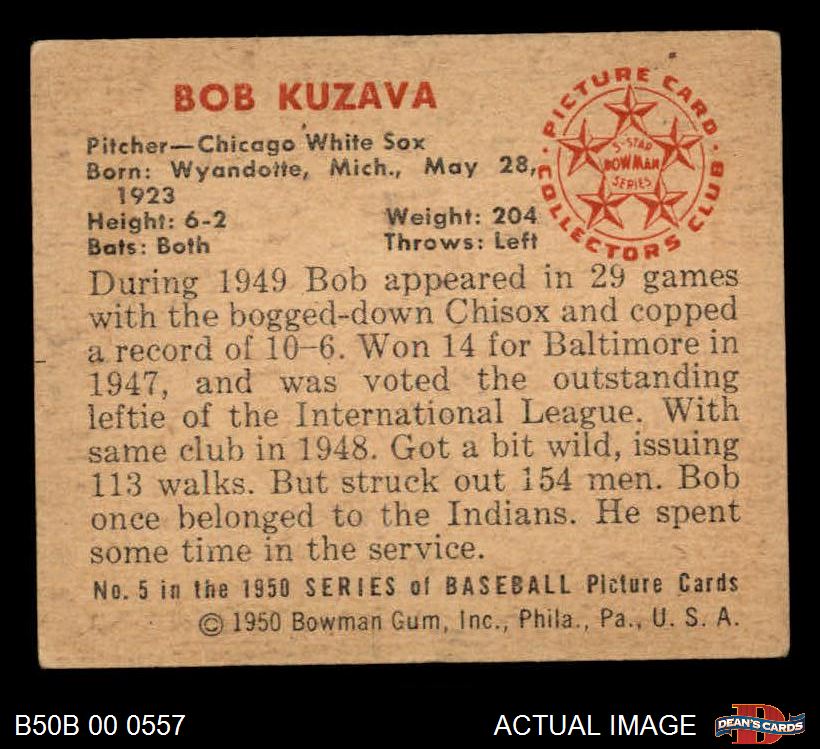 BOB KUZAVA
PICTURE CARD
COLLECTORS CLUB
5-STAR
BOWMAN
SERIES
Pitcher—Chicago White Sox
Born: Wyandotte, Mich., May 28,
1923
Height: 6-2 Weight: 204
Bats: Both Throws: Left
During 1949 Bob appeared in 29 games
with the bogged-down Chisox and copped
a record of 10-6. Won 14 for Baltimore in
1947, and was voted the outstanding
leftie of the International League. With
same club in 1948. Got a bit wild, issuing
113 walks. But struck out 154 men. Bob
once belonged to the Indians. He spent
some time in the service.
No. 5 in the 1950 SERIES of BASEBALL Picture Cards
© 1950 Bowman Gum, Inc., Phila., Pa., U. S. A.
B50B 00 0557 ACTUAL IMAGE DEAN'S CARDS